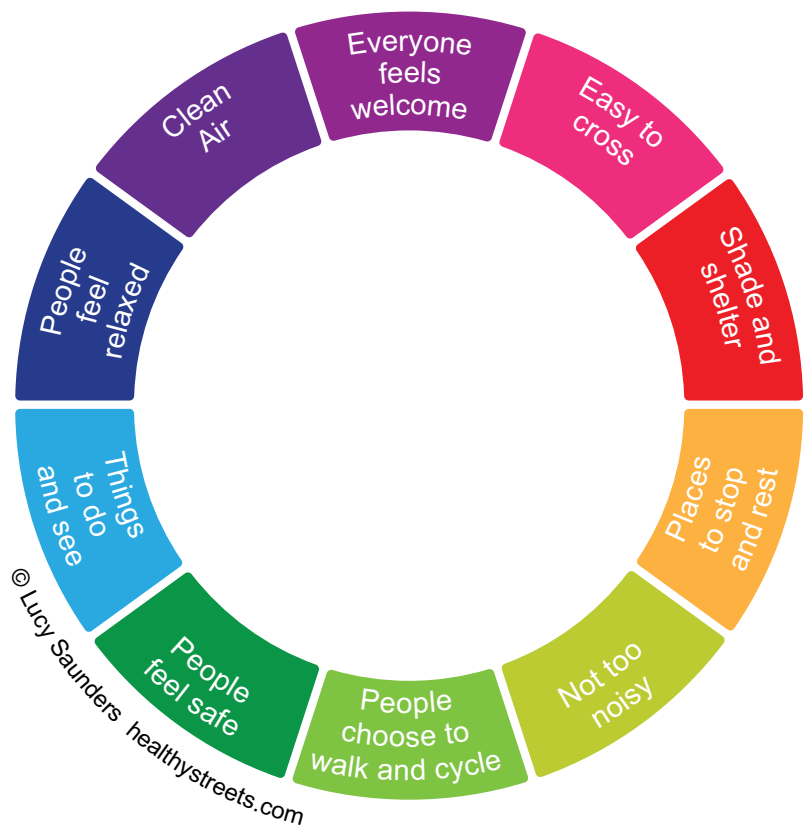 Everyone
feels
welcome
Easy to
cross
Shade and
shelter
Places
to stop
and rest
Not too
noisy
People
choose to
walk and cycle
People
feel safe
Things
to do
and see
People
feel
relaxed
Clean
Air
© Lucy Saunders healthystreets.com